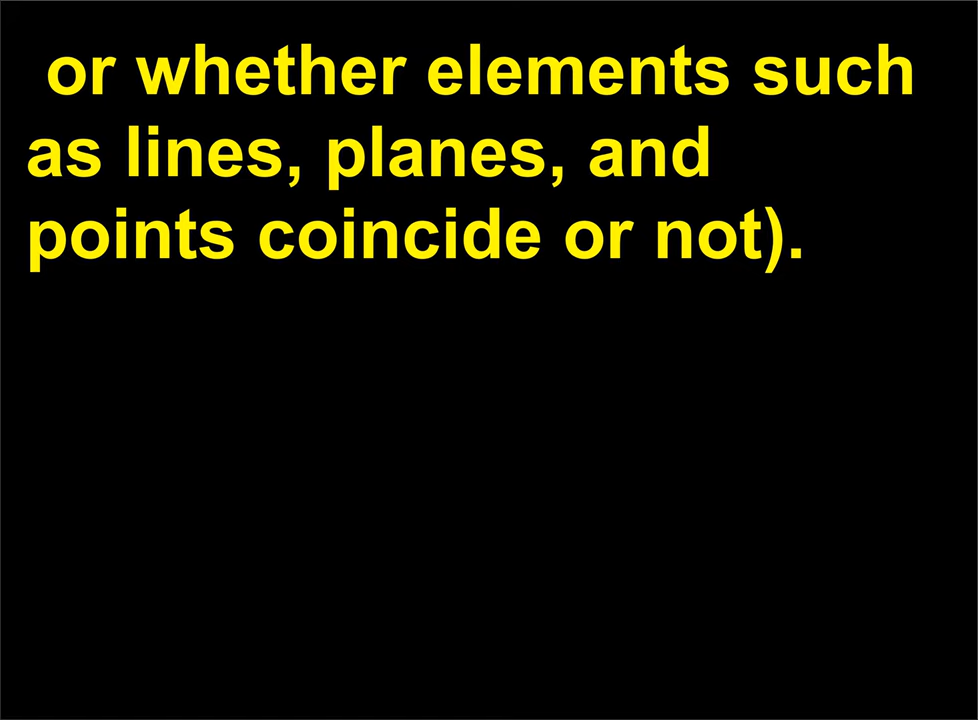 or whether elements such
as lines, planes, and
points coincide or not).